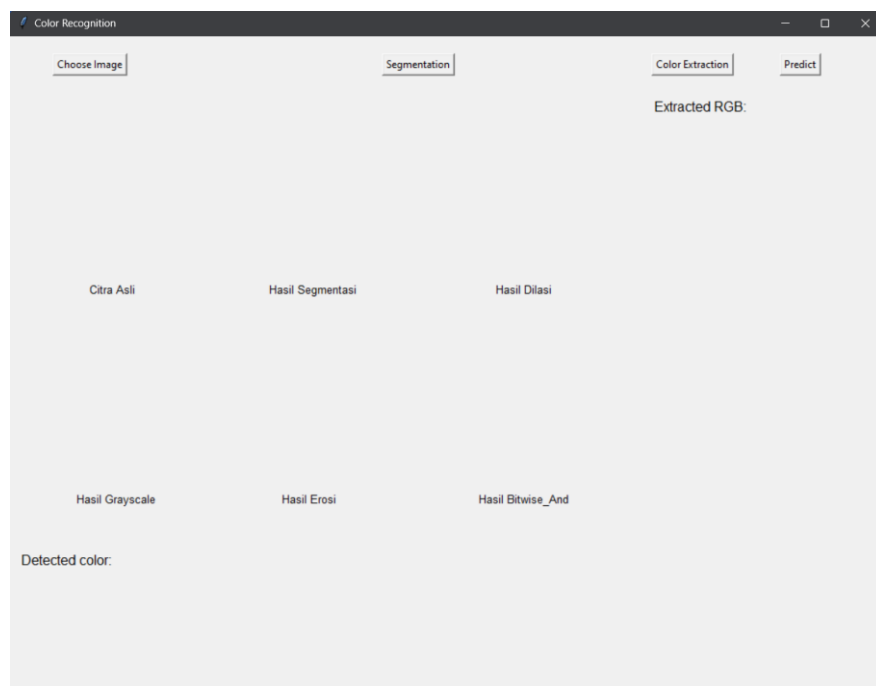 Color Recognition
Choose Image
Segmentation
Color Extraction
Predict
Extracted RGB:
Citra Asli
Hasil Segmentasi
Hasil Dilasi
Hasil Grayscale
Hasil Erosi
Hasil Bitwise_And
Detected color: